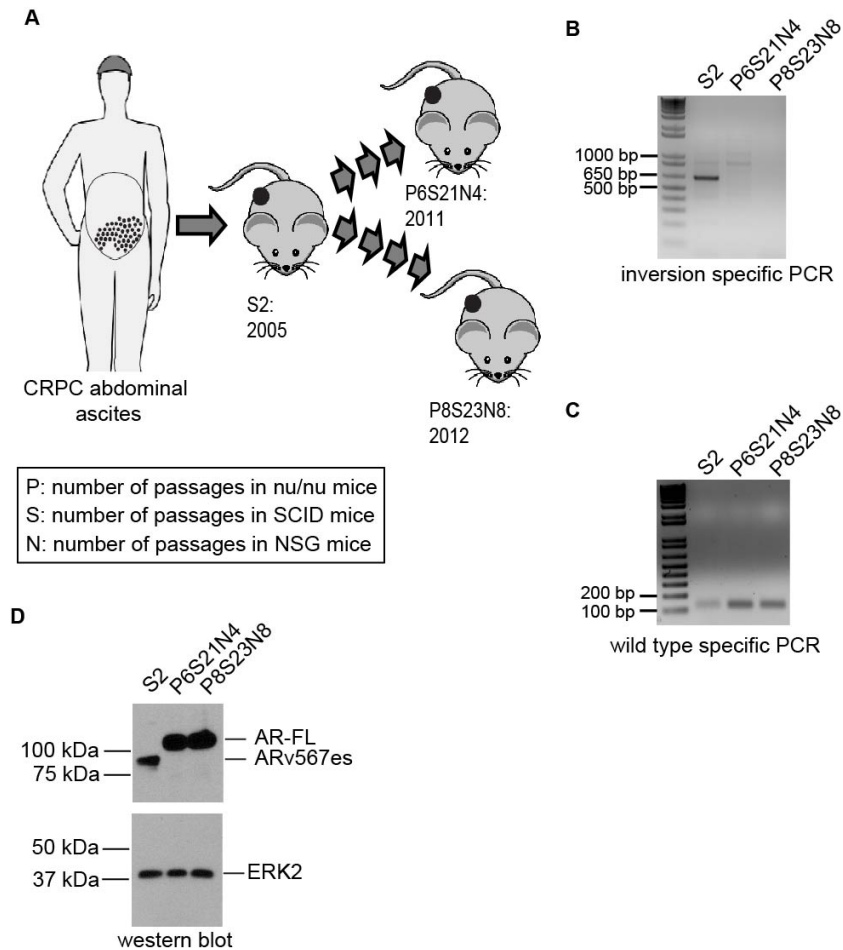 A
P6S21N4:
2011
S2:
2005
P8S23N8:
2012
CRPC abdominal
ascites
P: number of passages in nu/nu mice
S: number of passages in SCID mice
N: number of passages in NSG mice
B
S2
P6S21N4
P8S23N8
1000 bp
650 bp
500 bp
inversion specific PCR
C
S2
P6S21N4
P8S23N8
200 bp
100 bp
wild type specific PCR
D
S2
P6S21N4
P8S23N8
100 kDa
75 kDa
AR-FL
ARv567es
50 kDa
37 kDa
ERK2
western blot